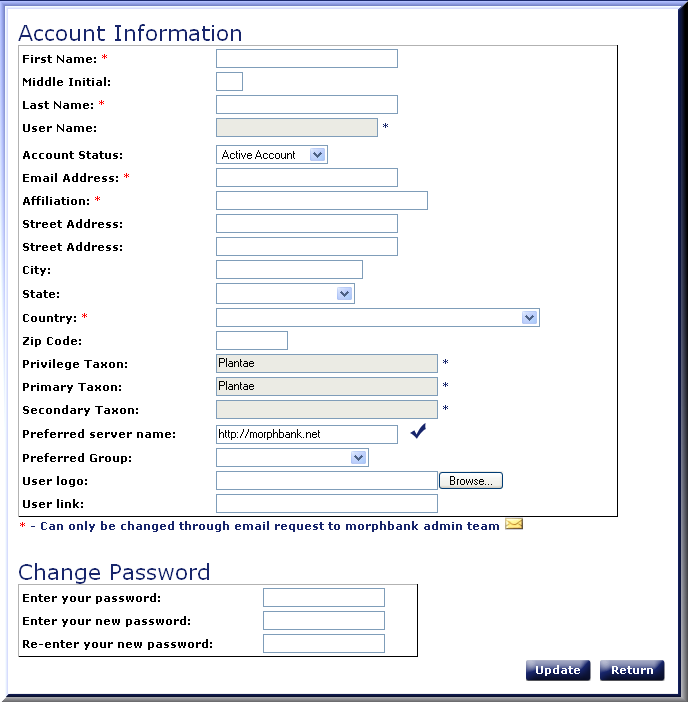 Account Information
First Name: *
Middle Initial:
Last Name: *
User Name: *
Account Status: Active Account
Email Address: *
Affiliation: *
Street Address:
Street Address:
City:
State:
Country: *
Zip Code:
Privilege Taxon: Plantae *
Primary Taxon: Plantae *
Secondary Taxon: *
Preferred server name: http://morphbank.net
Preferred Group:
User logo: Browse...
User link:
* - Can only be changed through email request to morphbank admin team
Change Password
Enter your password:
Enter your new password:
Re-enter your new password:
Update Return